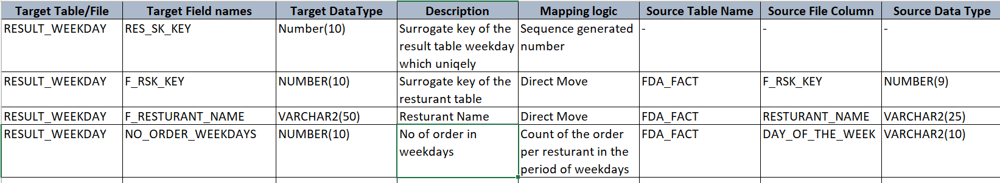 Target Table/File Target Field names Target DataType Description Mapping logic Source Table Name Source File Column Source Data Type
RESULT_WEEKDAY RES_SK_KEY Number(10) Surrogate key of the Sequence generated - - -
result table weekday number
which uniqely
RESULT_WEEKDAY F_RSK_KEY NUMBER(10) Surrogate key of the Direct Move FDA_FACT F_RSK_KEY NUMBER(9)
resturant table
RESULT_WEEKDAY F_RESTURANT_NAME VARCHAR2(50) Resturant Name Direct Move FDA_FACT RESTURANT_NAME VARCHAR2(25)
RESULT_WEEKDAY NO_ORDER_WEEKDAYS NUMBER(10) No of order in Count of the order FDA_FACT DAY_OF_THE_WEEK VARCHAR2(10)
weekdays per resturant in the
period of weekdays